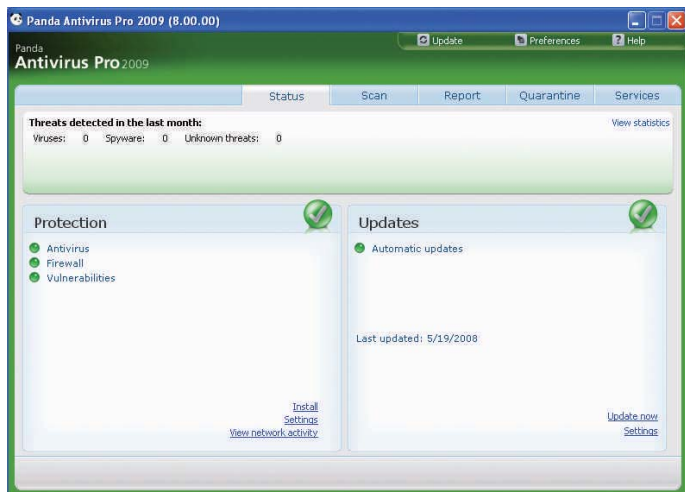 Panda Antivirus Pro 2009 (8.00.00)
Update Preferences Help
Panda
Antivirus Pro 2009
Status Scan Report Quarantine Services
Threats detected in the last month: View statistics
Viruses: 0 Spyware: 0 Unknown threats: 0
Protection
Antivirus
Firewall
Vulnerabilities
Install
Settings
View network activity
Updates
Automatic updates
Last updated: 5/19/2008
Update now
Settings